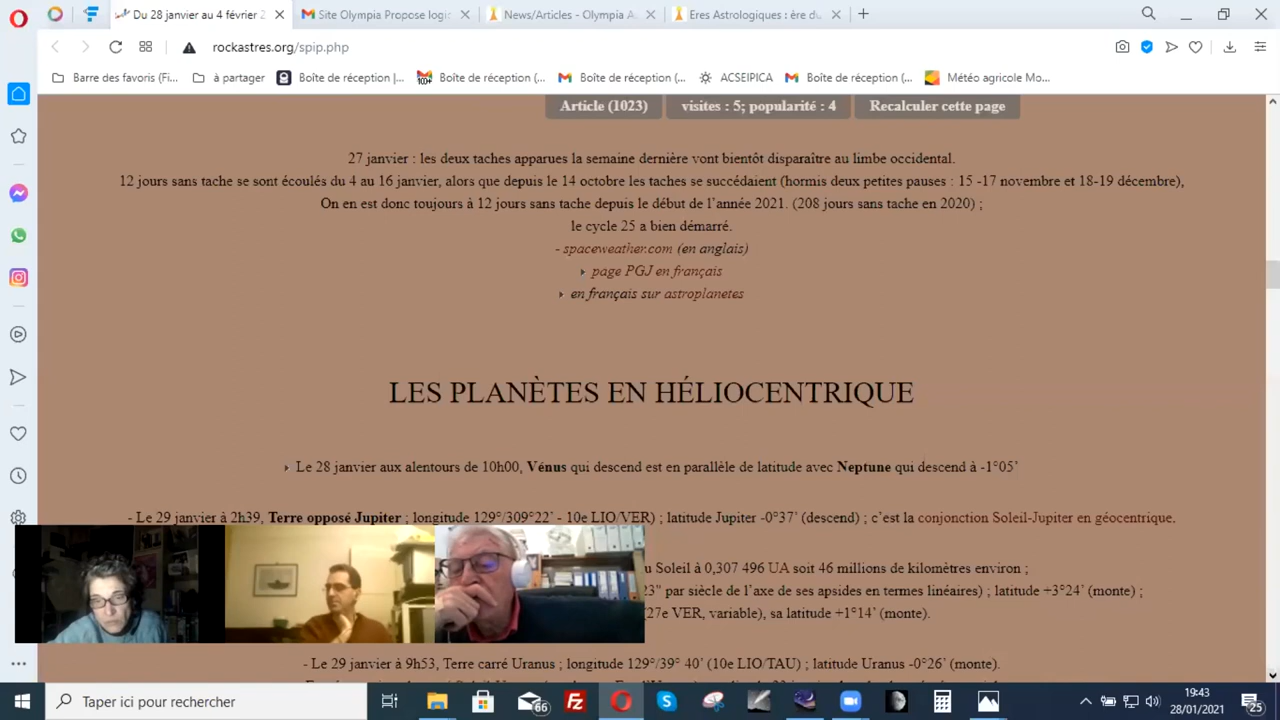 Du 28 janvier au 4 février 2
Site Olympia Propose logi
News/Articles - Olympia A
Eres Astrologiques : ère du
rockastres.org/spip.php
Barre des favoris (Fi...
à partager
Boîte de réception |...
Boîte de réception (...
Boîte de réception (...
ACSEIPICA
Boîte de réception (...
Météo agricole Mo...
Article (1023)
visites : 5; popularité : 4
Recalculer cette page
27 janvier : les deux taches apparues la semaine dernière vont bientôt disparaître au limbe occidental.
12 jours sans tache se sont écoulés du 4 au 16 janvier, alors que depuis le 14 octobre les taches se succédaient (hormis deux petites pauses : 15 -17 novembre et 18-19 décembre),
On en est donc toujours à 12 jours sans tache depuis le début de l'année 2021. (208 jours sans tache en 2020) ;
le cycle 25 a bien démarré.
- spaceweather.com (en anglais)
page PGJ en français
en français sur astroplanetes
LES PLANÈTES EN HÉLIOCENTRIQUE
Le 28 janvier aux alentours de 10h00, Vénus qui descend est en parallèle de latitude avec Neptune qui descend à -1°05'
- Le 29 janvier à 2h39, Terre opposé Jupiter ; longitude 129°/309°22' - 10e LIO/VER) ; latitude Jupiter -0°37' (descend) ; c'est la conjonction Soleil-Jupiter en géocentrique.
u Soleil à 0,307 496 UA soit 46 millions de kilomètres environ ;
23" par siècle de l'axe de ses apsides en termes linéaires) ; latitude +3°24' (monte) ;
(27e VER, variable), sa latitude +1°14' (monte).
- Le 29 janvier à 9h53, Terre carré Uranus ; longitude 129°/39° 40' (10e LIO/TAU) ; latitude Uranus -0°26' (monte).
Taper ici pour rechercher
66
19:43
28/01/2021
25